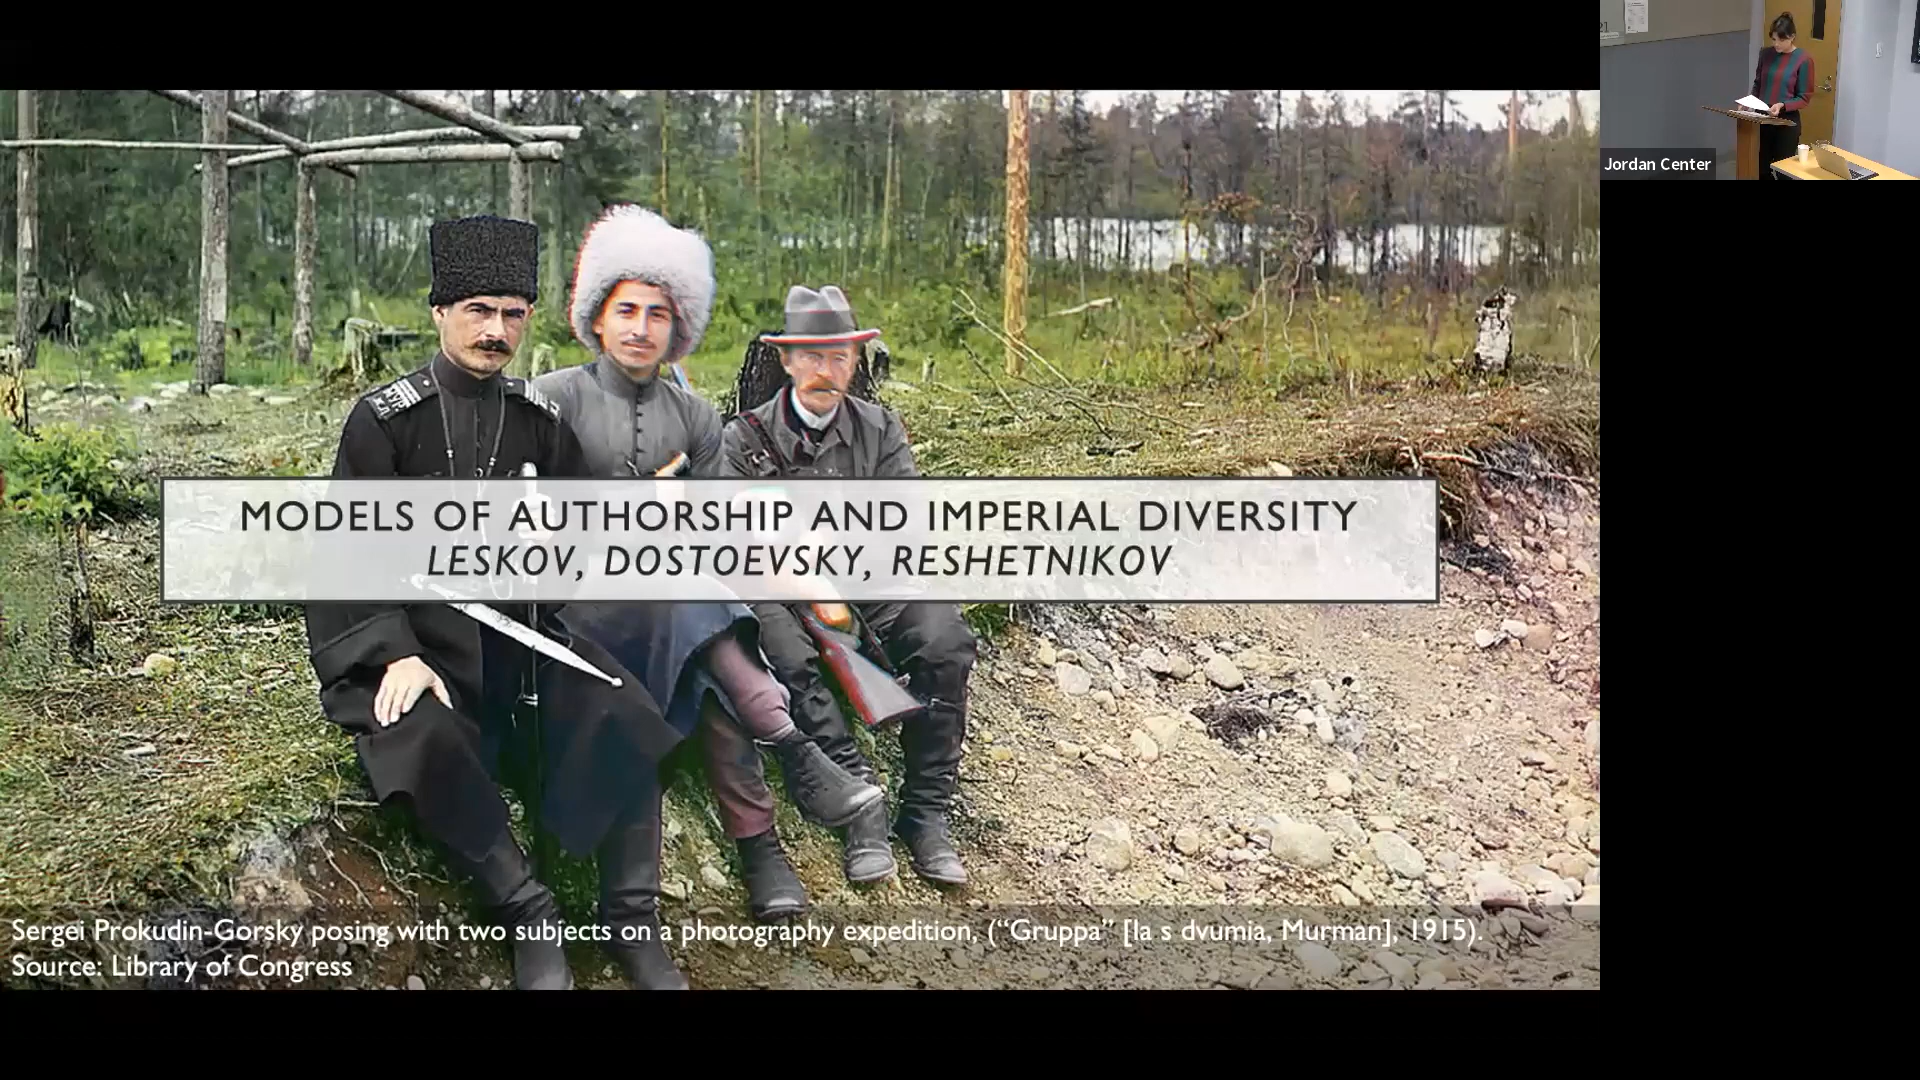 MODELS OF AUTHORSHIP AND IMPERIAL DIVERSITY
LESKOV, DOSTOEVSKY, RESHETNIKOV
Sergei Prokudin-Gorsky posing with two subjects on a photography expedition, (“Gruppa” [Ia s dvumia, Murman], 1915).
Source: Library of Congress
Jordan Center